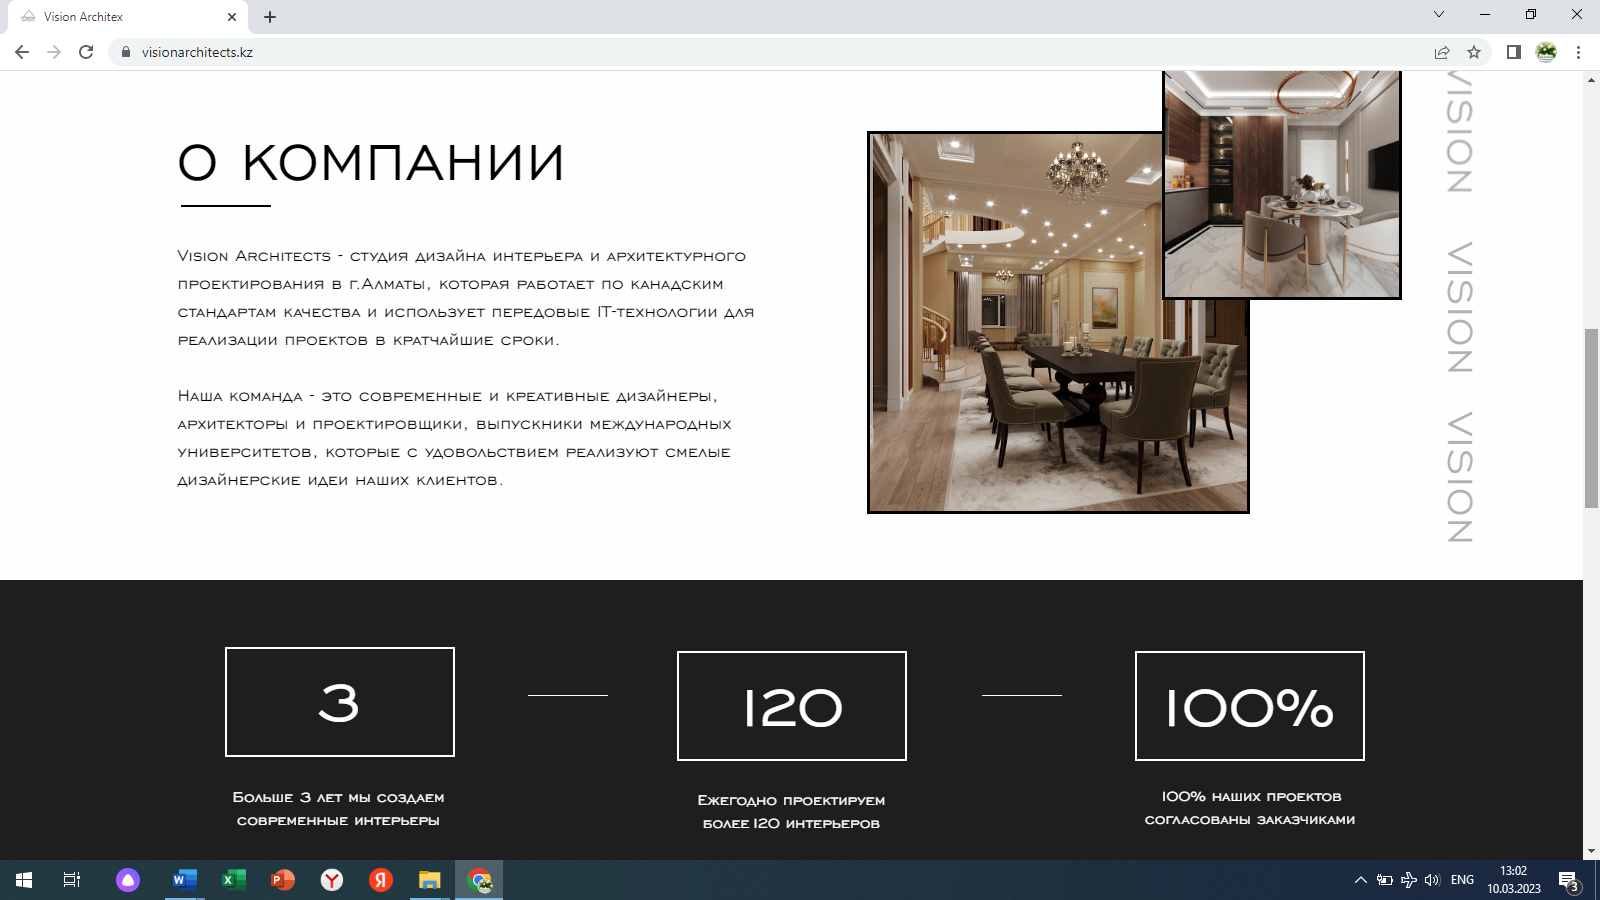 Vision Architex
visionarchitects.kz
О КОМПАНИИ
Vision Architects - студия дизайна интерьера и архитектурного
проектирования в г.Алматы, которая работает по канадским
стандартам качества и использует передовые IT-технологии для
реализации проектов в кратчайшие сроки.
Наша команда - это современные и креативные дизайнеры,
архитекторы и проектировщики, выпускники международных
университетов, которые с удовольствием реализуют смелые
дизайнерские идеи наших клиентов.
VISION
VISION
VISION
3
120
100%
Больше 3 лет мы создаем
современные интерьеры
Ежегодно проектируем
более 120 интерьеров
100% наших проектов
согласованы заказчиками
ENG
13:02
10.03.2023
3